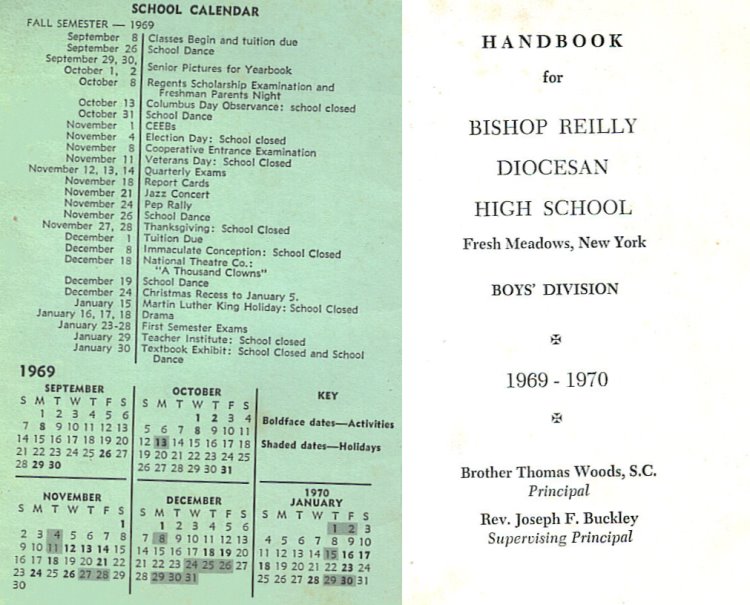 SCHOOL CALENDAR
FALL SEMESTER — 1969
September 8 Classes Begin and tuition due
September 26 School Dance
September 29, 30,
October 1, 2 Senior Pictures for Yearbook
October 8 Regents Scholarship Examination and
Freshman Parents Night
October 13 Columbus Day Observance: school closed
October 31 School Dance
November 1 CEEBs
November 4 Election Day: School closed
November 8 Cooperative Entrance Examination
November 11 Veterans Day: School Closed
November 12, 13, 14 Quarterly Exams
November 18 Report Cards
November 21 Jazz Concert
November 24 Pep Rally
November 26 School Dance
November 27, 28 Thanksgiving: School Closed
December 1 Tuition Due
December 8 Immaculate Conception: School Closed
December 18 National Theatre Co.:
"A Thousand Clowns"
December 19 School Dance
December 24 Christmas Recess to January 5.
January 15 Martin Luther King Holiday: School Closed
January 16, 17, 18 Drama
January 23-28 First Semester Exams
January 29 Teacher Institute: School closed
January 30 Textbook Exhibit: School Closed and School
Dance
1969
SEPTEMBER
S M T W T F S
1 2 3 4 5 6
7 8 9 10 11 12 13
14 15 16 17 18 19 20
21 22 23 24 25 26 27
28 29 30
OCTOBER
S M T W T F S
1 2 3 4
5 6 7 8 9 10 11
12 13 14 15 16 17 18
19 20 21 22 23 24 25
26 27 28 29 30 31
KEY
Boldface dates—Activities
Shaded dates—Holidays
NOVEMBER
S M T W T F S
1
2 3 4 5 6 7 8
9 10 11 12 13 14 15
16 17 18 19 20 21 22
23 24 25 26 27 28 29
30
DECEMBER
S M T W T F S
1 2 3 4 5 6
7 8 9 10 11 12 13
14 15 16 17 18 19 20
21 22 23 24 25 26 27
28 29 30 31
1970
JANUARY
S M T W T F S
1 2 3
4 5 6 7 8 9 10
11 12 13 14 15 16 17
18 19 20 21 22 23 24
25 26 27 28 29 30 31
HANDBOOK
for
BISHOP REILLY
DIOCESAN
HIGH SCHOOL
Fresh Meadows, New York
BOYS' DIVISION
1969 - 1970
Brother Thomas Woods, S.C.
Principal
Rev. Joseph F. Buckley
Supervising Principal